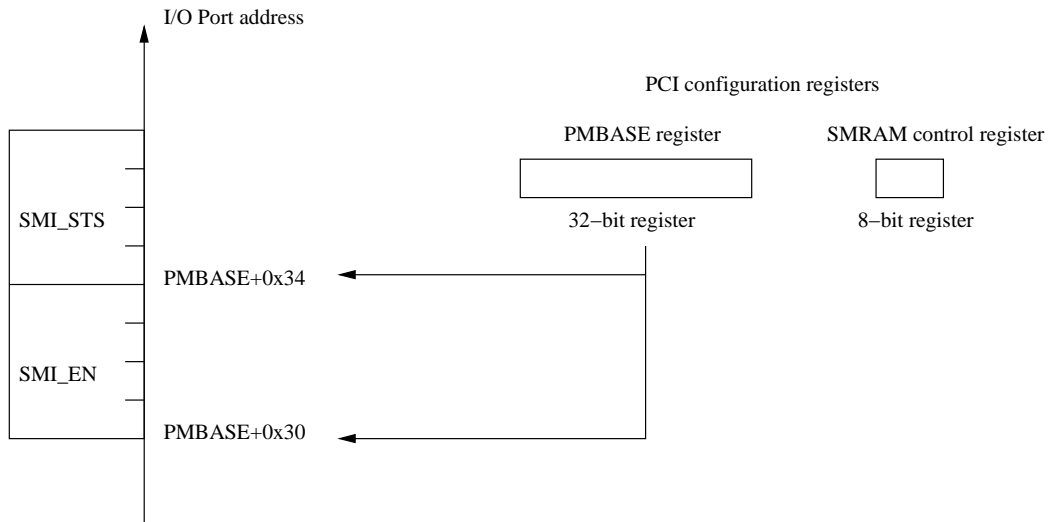 I/O Port address
PCI configuration registers
PMBASE register
SMRAM control register
32−bit register
8−bit register
SMI_STS
PMBASE+0x34
SMI_EN
PMBASE+0x30